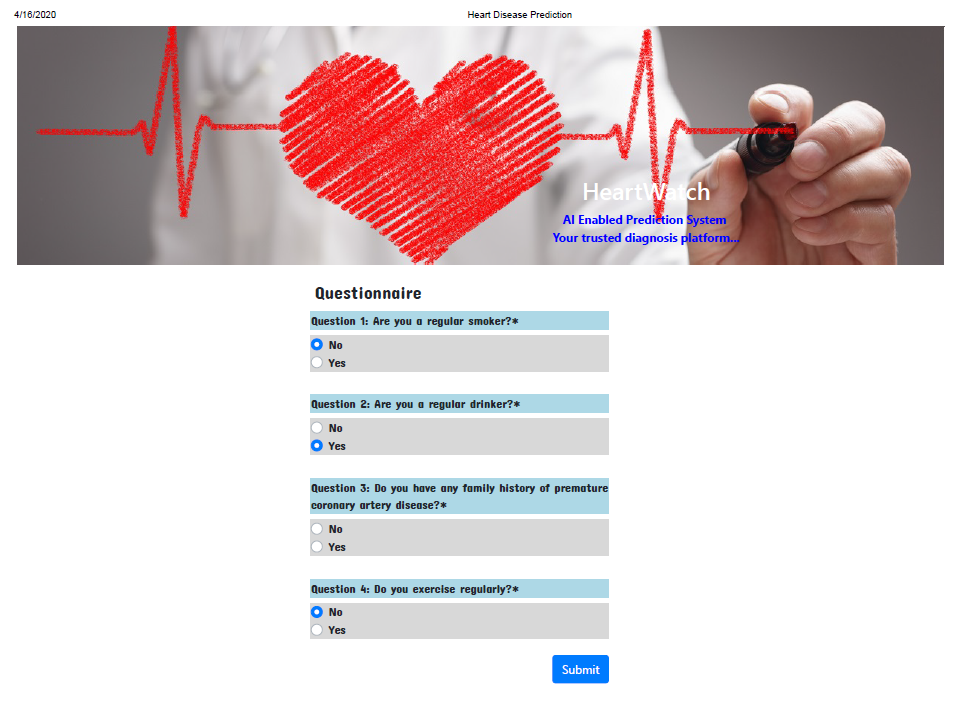 4/16/2020
Heart Disease Prediction
HeartWatch
AI Enabled Prediction System
Your trusted diagnosis platform...
Questionnaire
Question 1: Are you a regular smoker?*
No
Yes
Question 2: Are you a regular drinker?*
No
Yes
Question 3: Do you have any family history of premature
coronary artery disease?*
No
Yes
Question 4: Do you exercise regularly?*
No
Yes
Submit